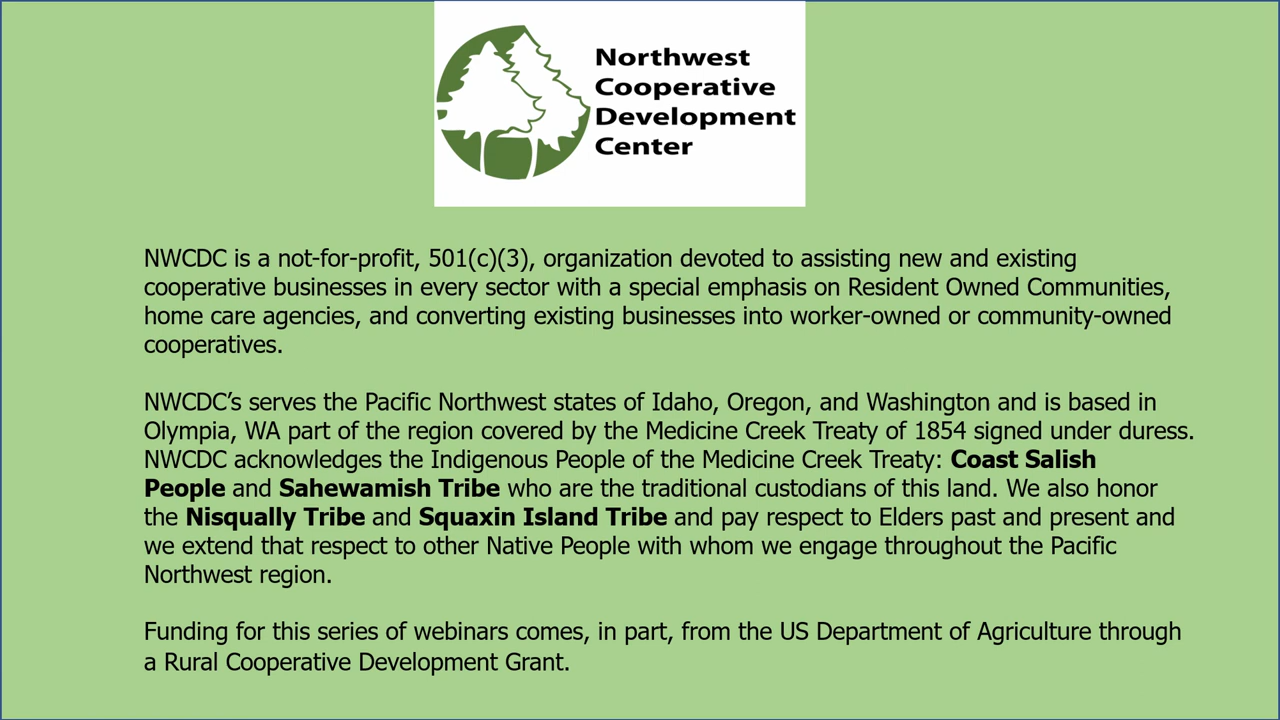 Northwest
Cooperative
Development
Center
NWCDC is a not-for-profit, 501(c)(3), organization devoted to assisting new and existing
cooperative businesses in every sector with a special emphasis on Resident Owned Communities,
home care agencies, and converting existing businesses into worker-owned or community-owned
cooperatives.
NWCDC’s serves the Pacific Northwest states of Idaho, Oregon, and Washington and is based in
Olympia, WA part of the region covered by the Medicine Creek Treaty of 1854 signed under duress.
NWCDC acknowledges the Indigenous People of the Medicine Creek Treaty: Coast Salish
People and Sahewamish Tribe who are the traditional custodians of this land. We also honor
the Nisqually Tribe and Squaxin Island Tribe and pay respect to Elders past and present and
we extend that respect to other Native People with whom we engage throughout the Pacific
Northwest region.
Funding for this series of webinars comes, in part, from the US Department of Agriculture through
a Rural Cooperative Development Grant.